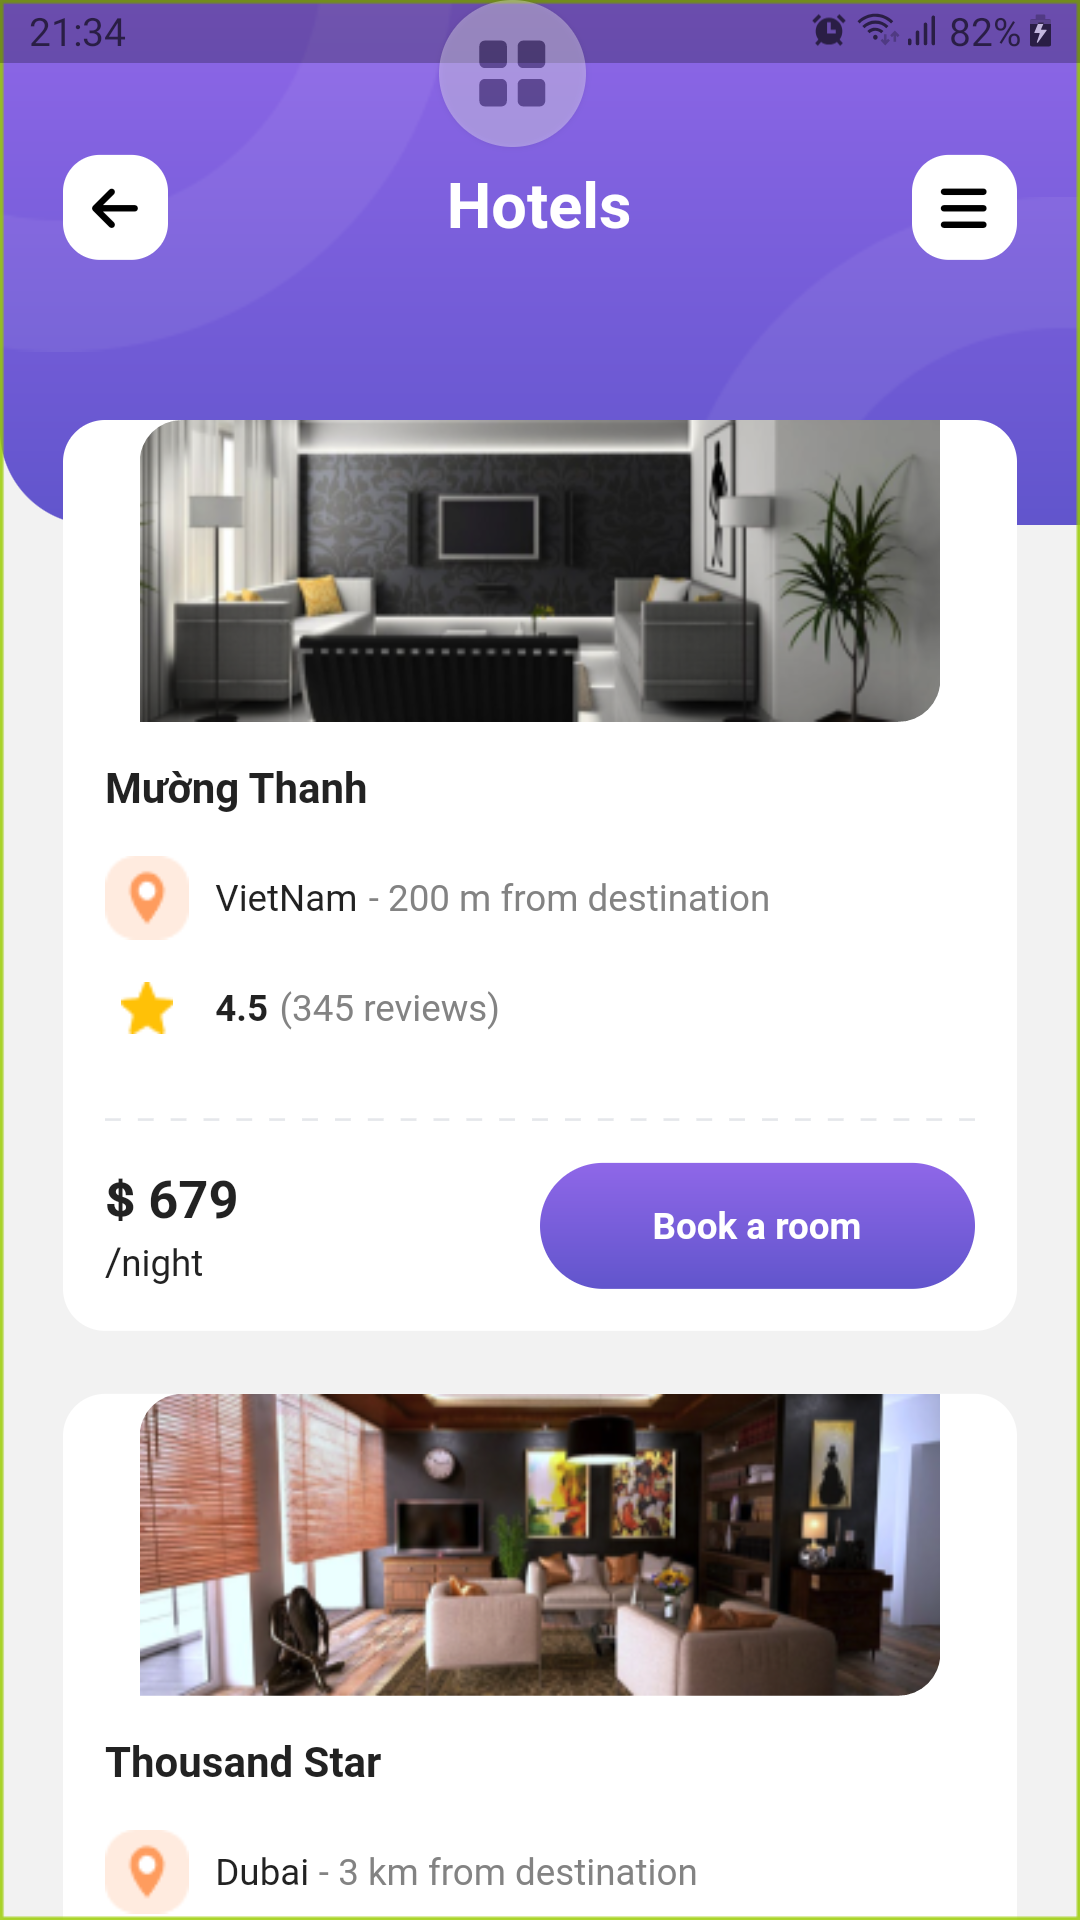 21:34
82%
Hotels
Mường Thanh
VietNam - 200 m from destination
4.5 (345 reviews)
$ 679
/night
Book a room
Thousand Star
Dubai - 3 km from destination